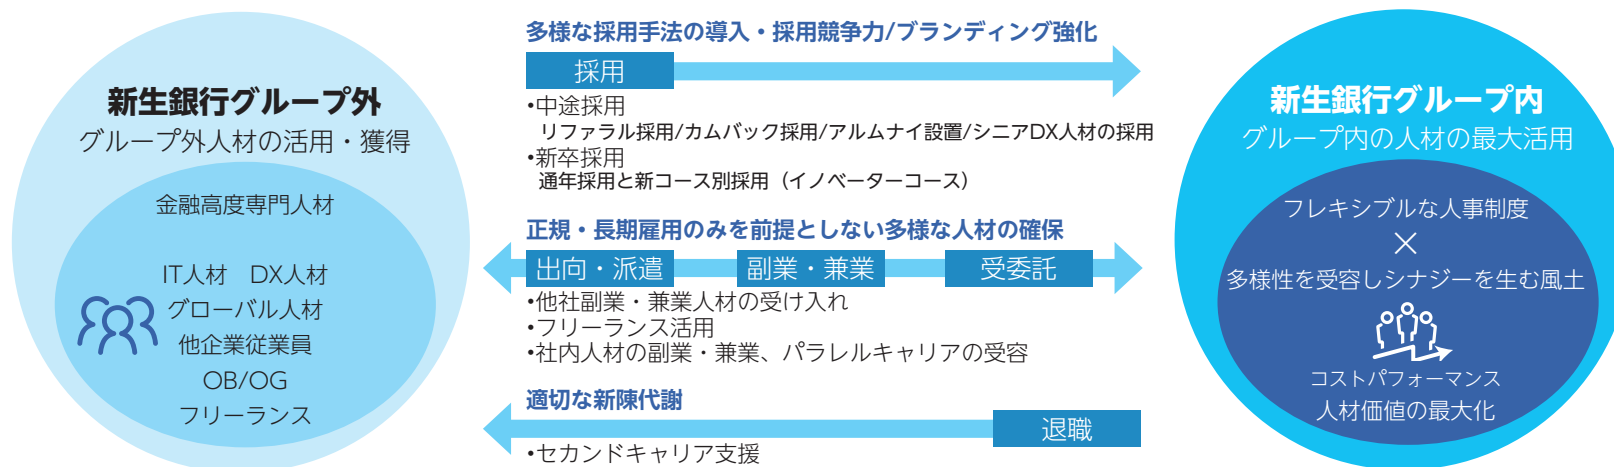 新生銀行グループ外
グループ外人材の活用・獲得
金融高度専門人材
IT人材　DX人材
グローバル人材
他企業従業員
OB/OG
フリーランス
多様な採用手法の導入・採用競争力/ブランディング強化
採用
•中途採用
リファラル採用/カムバック採用/アルムナイ設置/シニアDX人材の採用
•新卒採用
通年採用と新コース別採用（イノベーターコース）
正規・長期雇用のみを前提としない多様な人材の確保
出向・派遣　副業・兼業　受委託
•他社副業・兼業人材の受け入れ
•フリーランス活用
•社内人材の副業・兼業、パラレルキャリアの受容
適切な新陳代謝
退職
•セカンドキャリア支援
新生銀行グループ内
グループ内の人材の最大活用
フレキシブルな人事制度
×
多様性を受容しシナジーを生む風土
コストパフォーマンス
人材価値の最大化